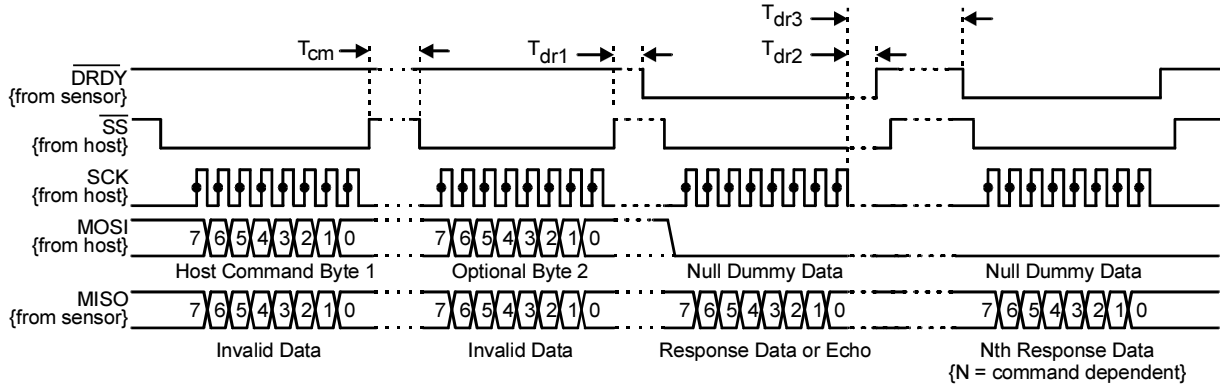 Tdr3
Tcm Tdr1 Tdr2
DRDY
{from sensor}
SS
{from host}
SCK
{from host}
MOSI
{from host}
7 6 5 4 3 2 1 0 7 6 5 4 3 2 1 0
Host Command Byte 1 Optional Byte 2 Null Dummy Data Null Dummy Data
MISO
{from sensor}
7 6 5 4 3 2 1 0 7 6 5 4 3 2 1 0 7 6 5 4 3 2 1 0 7 6 5 4 3 2 1 0
Invalid Data Invalid Data Response Data or Echo Nth Response Data
{N = command dependent}